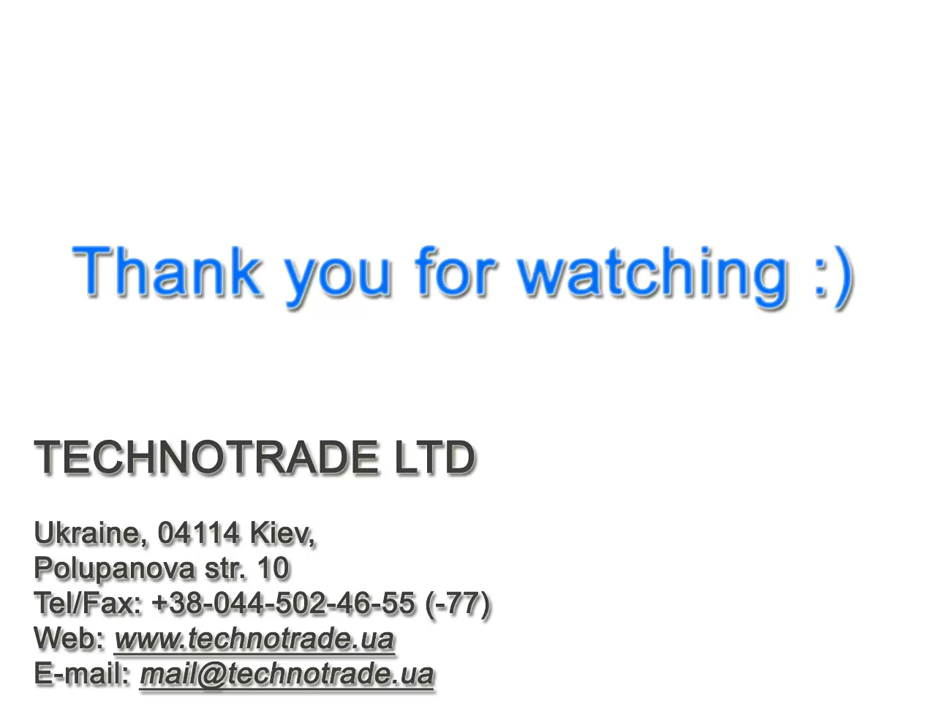 Thank you for watching :)
TECHNOTRADE LTD
Ukraine, 04114 Kiev,
Polupanova str. 10
Tel/Fax: +38-044-502-46-55 (-77)
Web: www.technotrade.ua
E-mail: mail@technotrade.ua